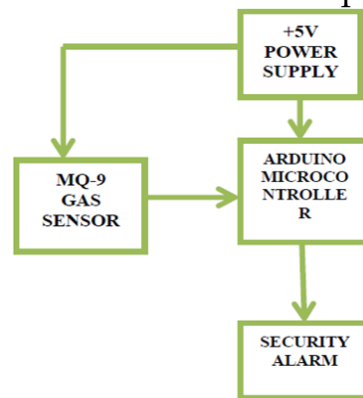 +5V
POWER
SUPPLY
MQ-9
GAS
SENSOR
ARDUINO
MICROCO
NTROLLE
R
SECURITY
ALARM